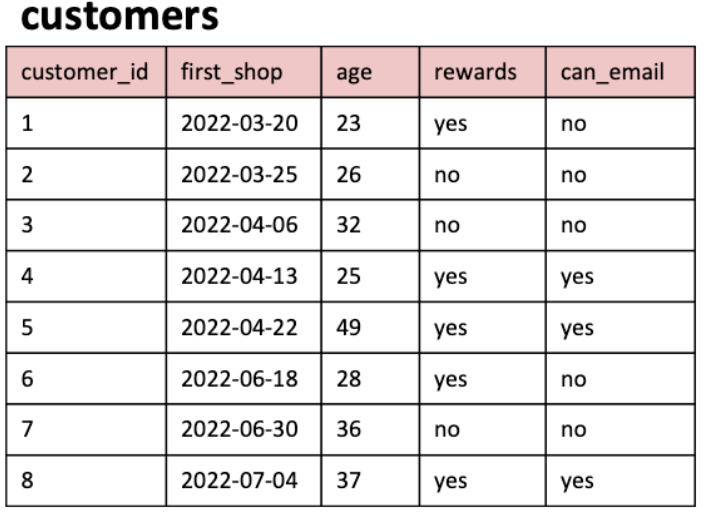 customers
customer_id first_shop age rewards can_email
1 2022-03-20 23 yes no
2 2022-03-25 26 no no
3 2022-04-06 32 no no
4 2022-04-13 25 yes yes
5 2022-04-22 49 yes yes
6 2022-06-18 28 yes no
7 2022-06-30 36 no no
8 2022-07-04 37 yes yes